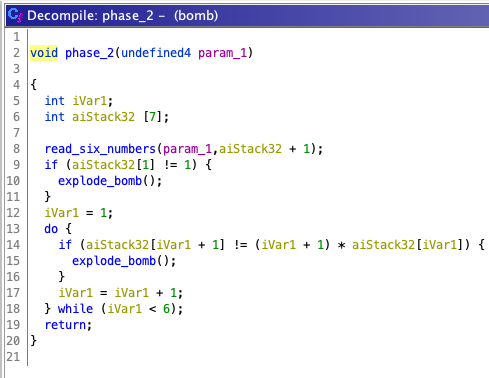 Decompile: phase_2 - (bomb)
1
2 void phase_2(undefined4 param_1)
3
4 {
5   int iVar1;
6   int aiStack32 [7];
7
8   read_six_numbers(param_1,aiStack32 + 1);
9   if (aiStack32[1] != 1) {
10     explode_bomb();
11   }
12   iVar1 = 1;
13   do {
14     if (aiStack32[iVar1 + 1] != (iVar1 + 1) * aiStack32[iVar1]) {
15       explode_bomb();
16     }
17     iVar1 = iVar1 + 1;
18   } while (iVar1 < 6);
19   return;
20 }
21